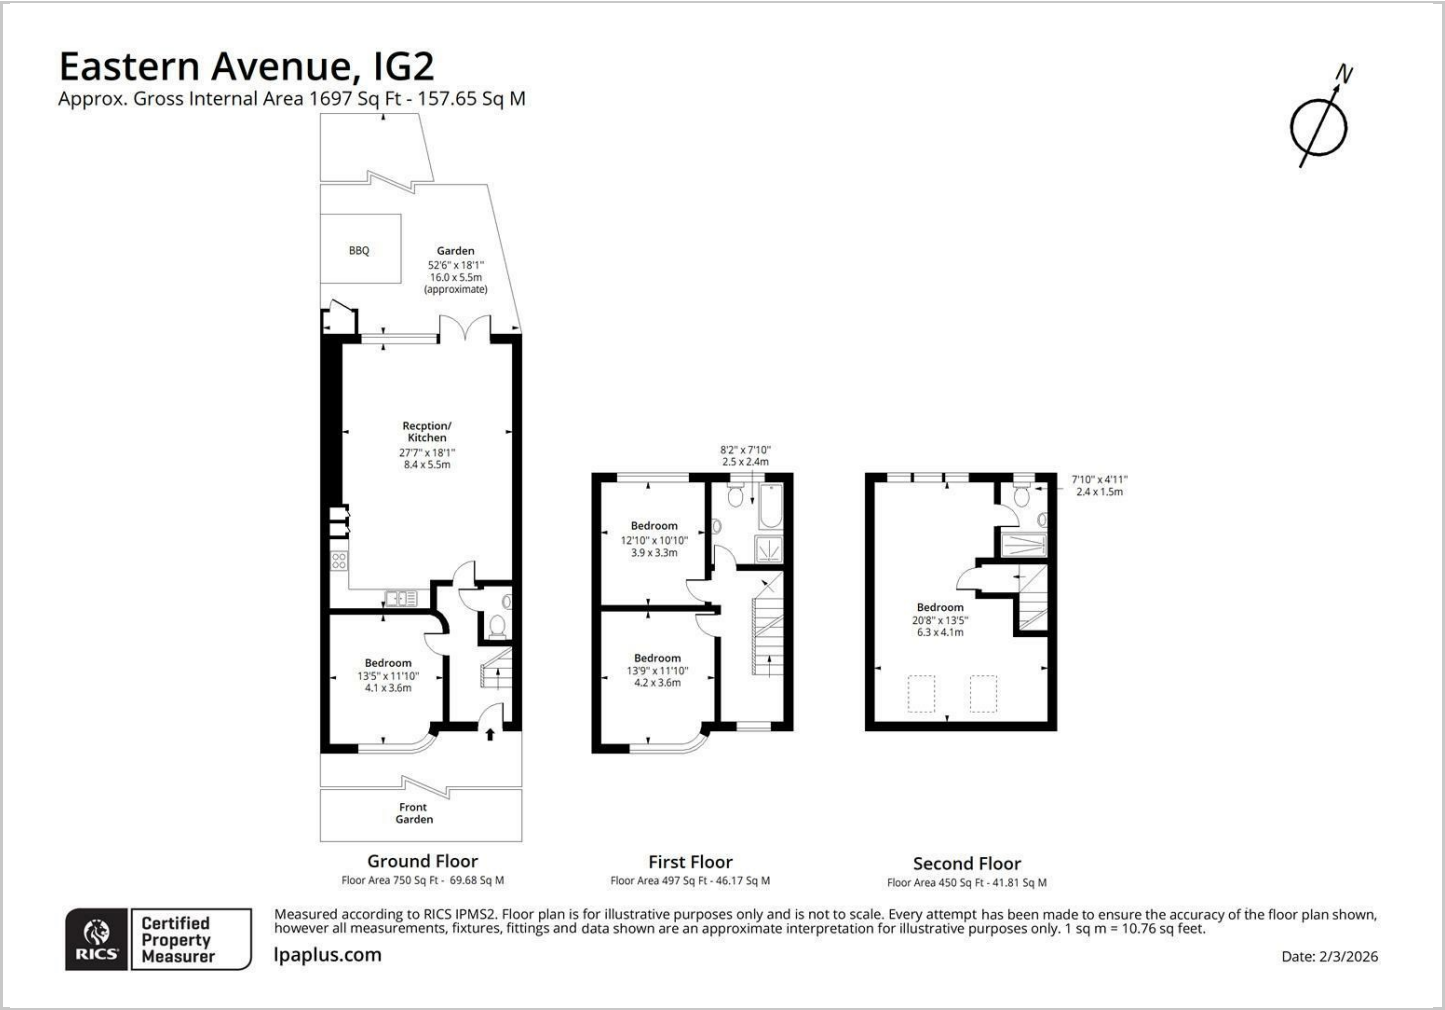 Eastern Avenue, IG2
Approx. Gross Internal Area 1697 Sq Ft - 157.65 Sq M
N
BBQ
Garden
52'6" x 18'1"
16.0 x 5.5m
(approximate)
Recption/
Kitchen
27'7" x 18'1"
8.4 x 5.5m
Bedroom
13'5" x 11'10"
4.1 x 3.6m
Front
Garden
Ground Floor
Floor Area 750 Sq Ft - 69.68 Sq M
8'2" x 7'10"
2.5 x 2.4m
Bedroom
12'10" x 10'10"
3.9 x 3.3m
Bedroom
13'9" x 11'10"
4.2 x 3.6m
First Floor
Floor Area 497 Sq Ft - 46.17 Sq M
7'10" x 4'11"
2.4 x 1.5m
Bedroom
20'8" x 13'5"
6.3 x 4.1m
Second Floor
Floor Area 450 Sq Ft - 41.81 Sq M
RICS
Certified
Property
Measurer
Measured according to RICS IPMS2. Floor plan is for illustrative purposes only and is not to scale. Every attempt has been made to ensure the accuracy of the floor plan shown,
however all measurements, fixtures, fittings and data shown are an approximate interpretation for illustrative purposes only. 1 sq m = 10.76 sq feet.
lpaplus.com
Date: 2/3/2026